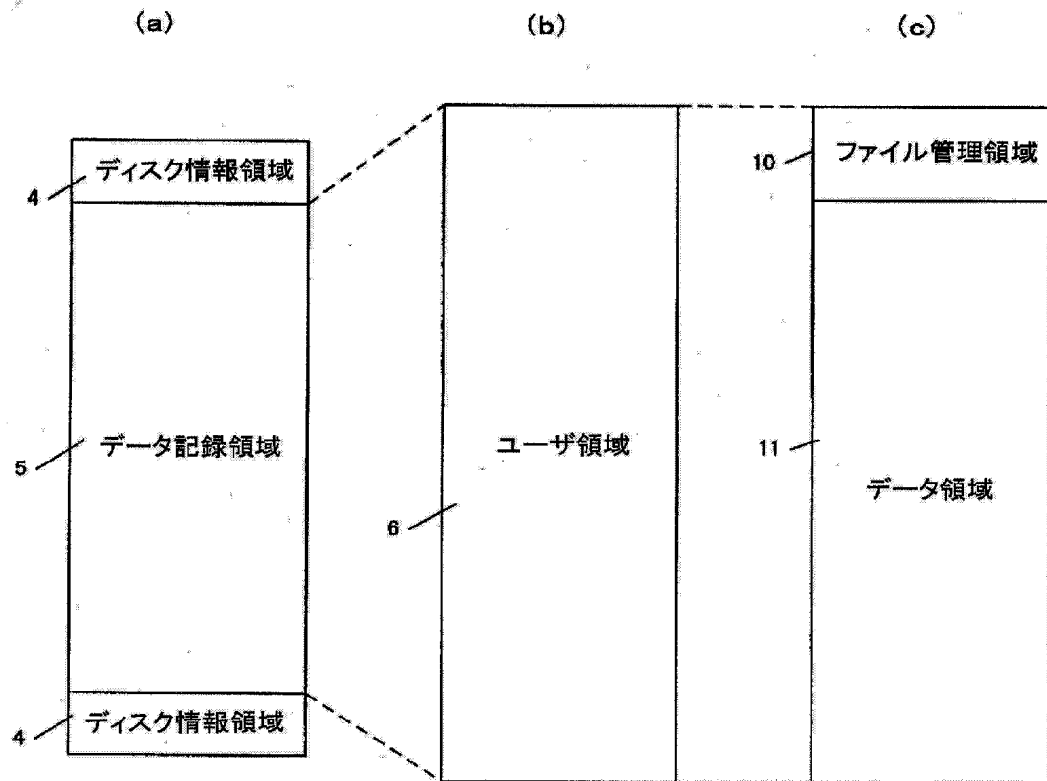 (a)
(b)
(c)
4
ディスク情報領域
5
データ記録領域
4
ディスク情報領域
6
ユーザ領域
10
ファイル管理領域
11
データ領域